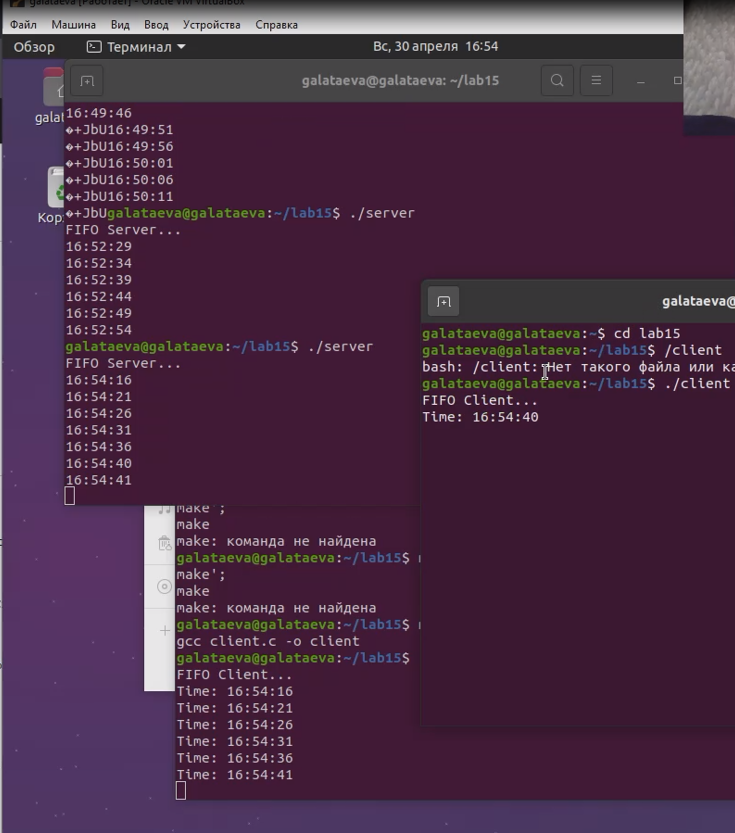 galataeva [Работает] - Oracle VM VirtualBox
Файл Машина Вид Ввод Устройства Справка
Обзор Терминал Вс, 30 апреля 16:54
galataeva@galataeva: ~/lab15
galat
Кор
16:49:46
�+JbU16:49:51
�+JbU16:49:56
�+JbU16:50:01
�+JbU16:50:06
�+JbU16:50:11
�+JbUgalataeva@galataeva:~/lab15$ ./server
FIFO Server...
16:52:29
16:52:34
16:52:39
16:52:44
16:52:49
16:52:54
galataeva@galataeva:~/lab15$ ./server
FIFO Server...
16:54:16
16:54:21
16:54:26
16:54:31
16:54:36
16:54:40
16:54:41
galataeva@
galataeva@galataeva:~$ cd lab15
galataeva@galataeva:~/lab15$ /client
bash: /client: Нет такого файла или ка
galataeva@galataeva:~/lab15$ ./client
FIFO Client...
Time: 16:54:40
make';
make
make: команда не найдена
galataeva@galataeva:~/lab15$
make';
make
make: команда не найдена
galataeva@galataeva:~/lab15$
gcc client.c -o client
galataeva@galataeva:~/lab15$
FIFO Client...
Time: 16:54:16
Time: 16:54:21
Time: 16:54:26
Time: 16:54:31
Time: 16:54:36
Time: 16:54:41